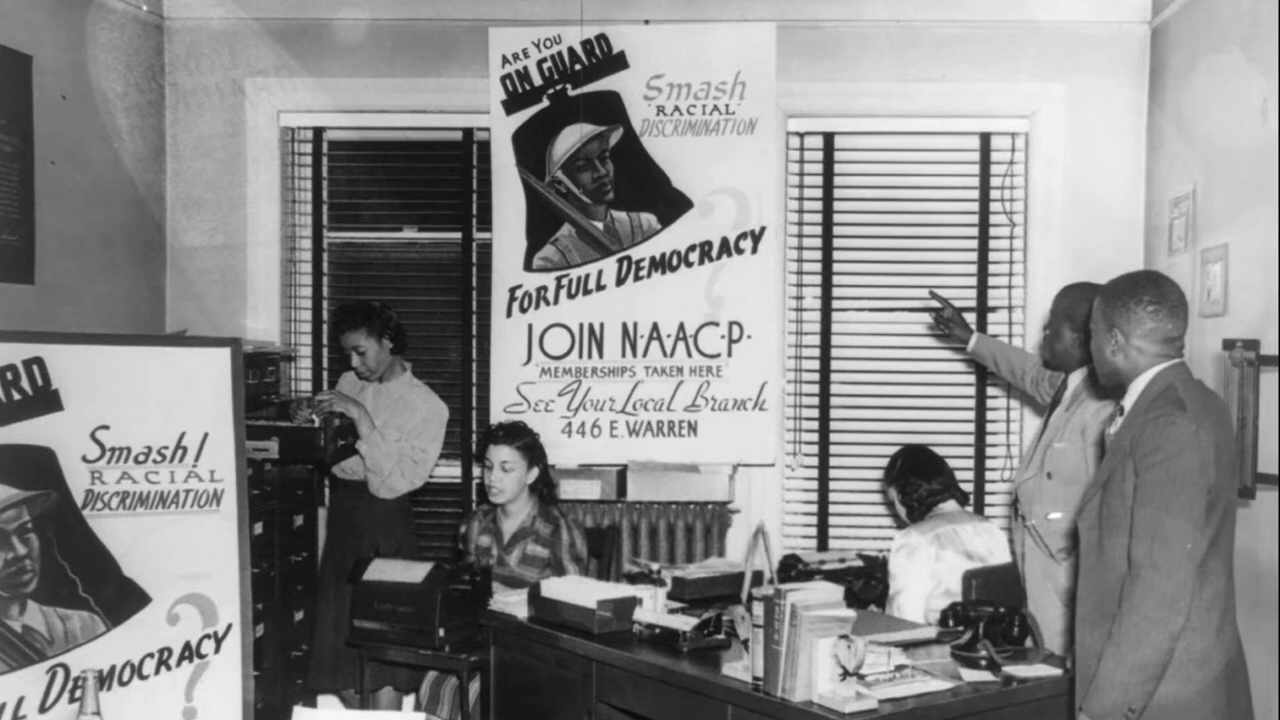 ARE YOU
ON GUARD
Smash
"RACIAL"
DISCRIMINATION
?
FOR FULL DEMOCRACY
JOIN N·A·A·C·P·
"MEMBERSHIPS TAKEN HERE"
See Your Local Branch
446 E. WARREN
RD
Smash!
RACIAL
DISCRIMINATION
?
LL DEMOCRACY